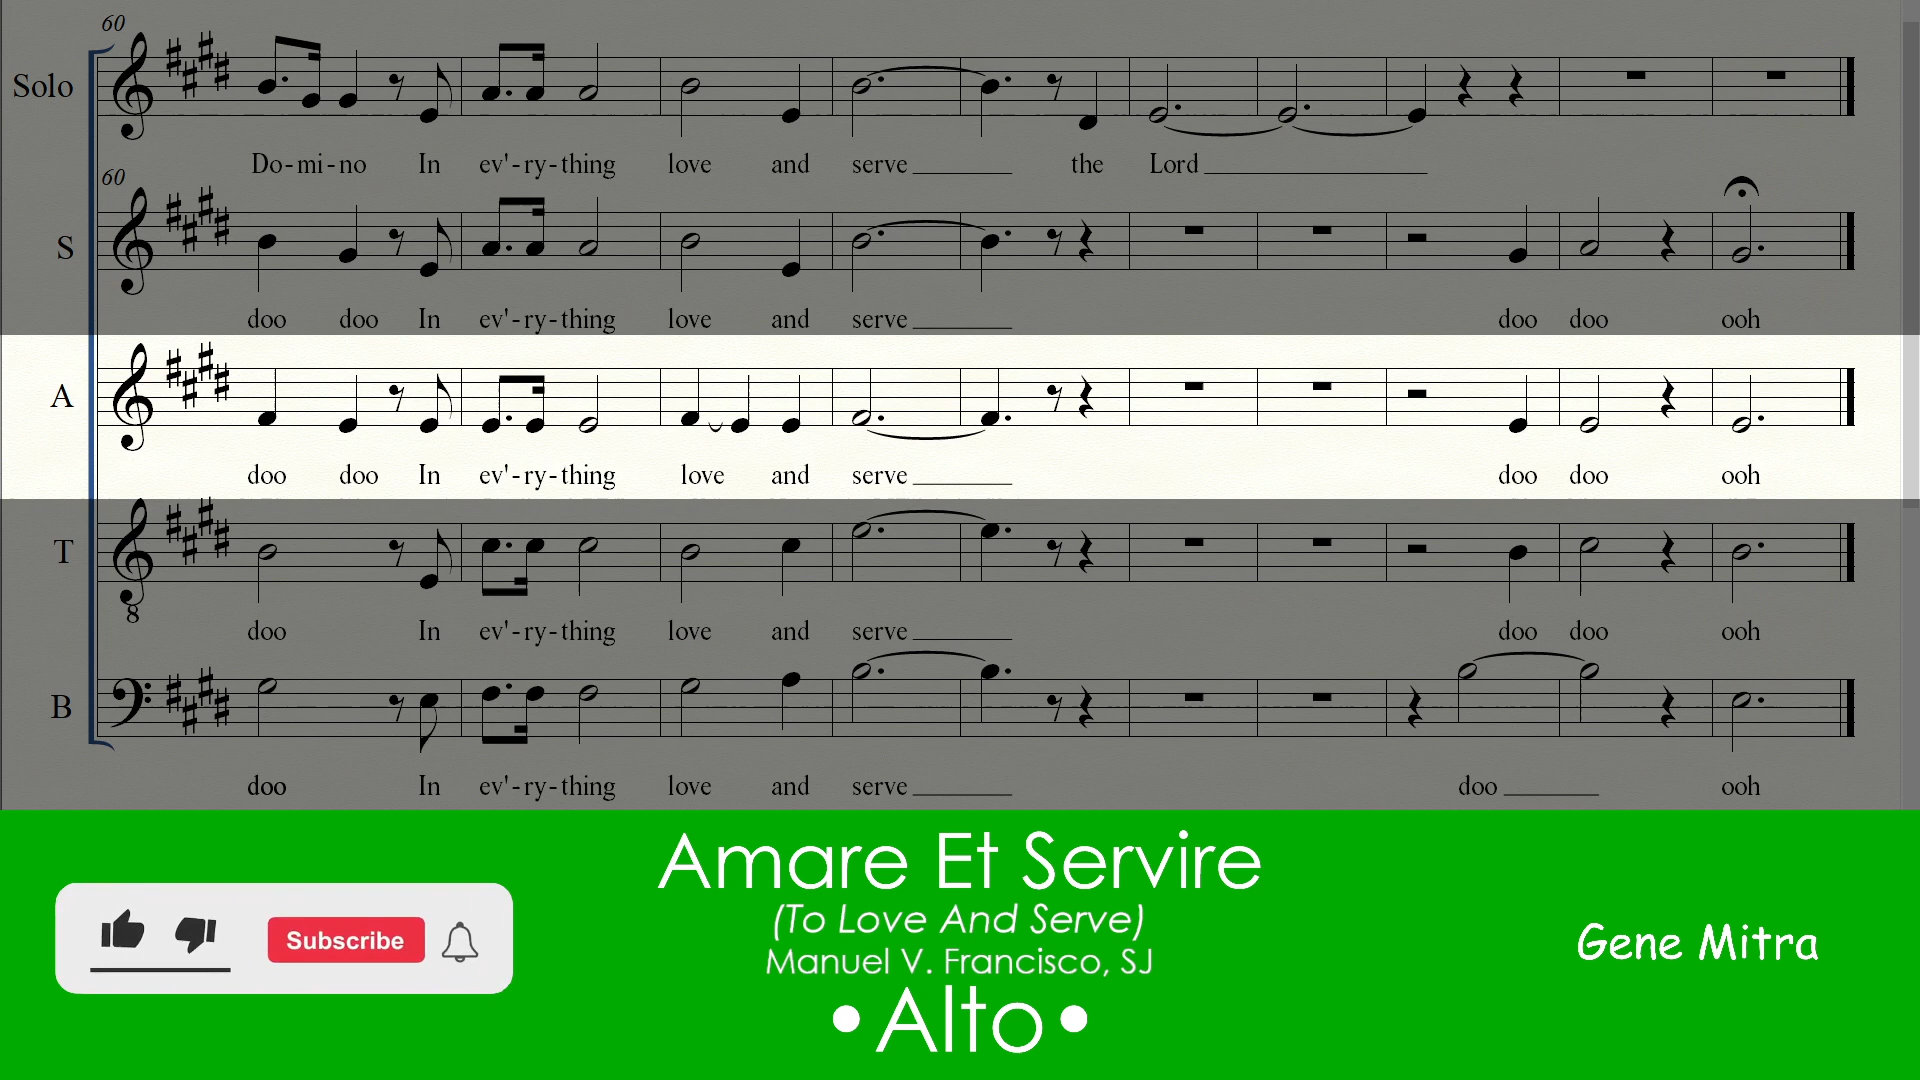 60
Solo
Do-mi-no In ev'-ry-thing love and serve the Lord
60
S
doo doo In ev'-ry-thing love and serve doo doo ooh
A
doo doo In ev'-ry-thing love and serve doo doo ooh
T
8
doo In ev'-ry-thing love and serve doo doo ooh
B
doo In ev'-ry-thing love and serve doo ooh
Amare Et Servire
(To Love And Serve)
Manuel V. Francisco, SJ
•Alto•
Subscribe
Gene Mitra